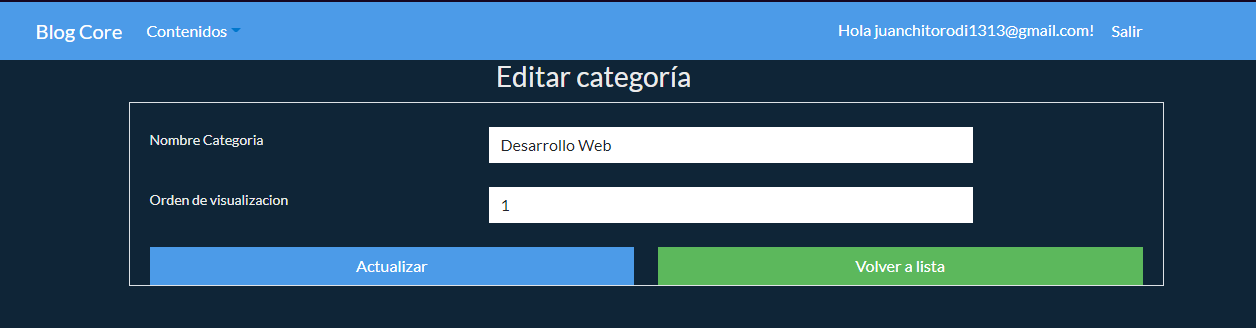 Blog Core Contenidos Hola juanchitorodi1313@gmail.com! Salir
Editar categoría
Nombre Categoria Desarrollo Web
Orden de visualizacion 1
Actualizar Volver a lista